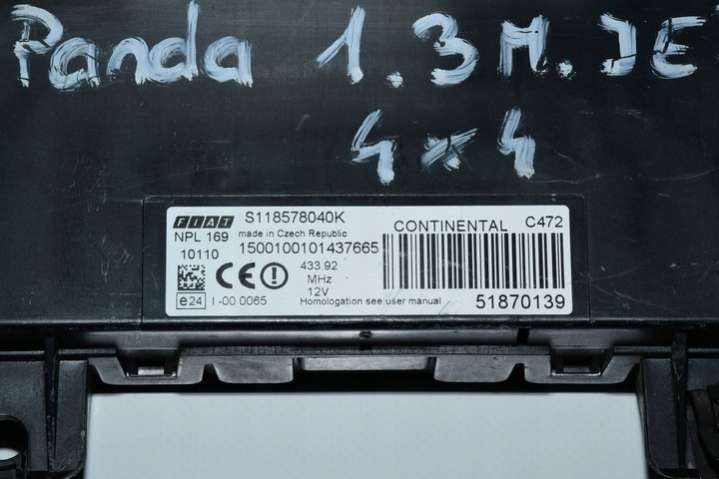 Panda 1.3 M.JE
4x4
FIAT S118578040K
NPL 169 made in Czech Republic
10110 1500100101437665
CE 433.92
MHz
12V
e24 I-00 0065 Homologation see user manual
CONTINENTAL C472
51870139